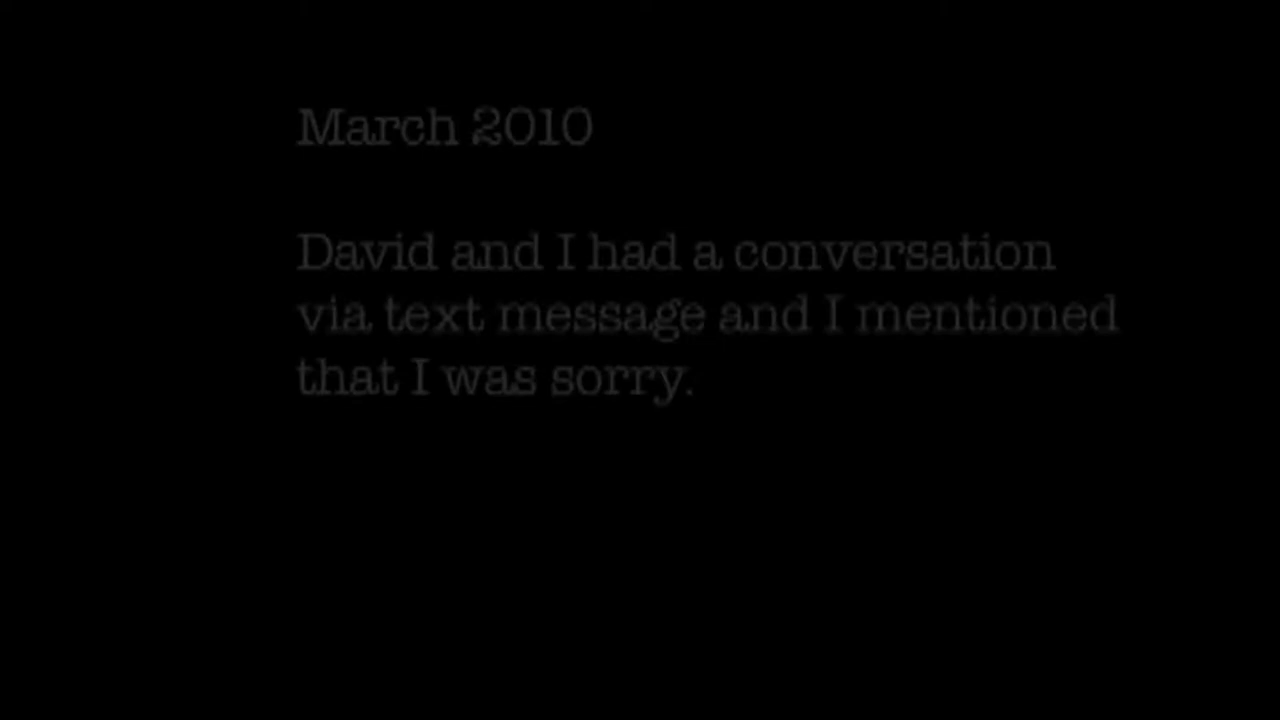 March 2010
David and I had a conversation
via text message and I mentioned
that I was sorry.